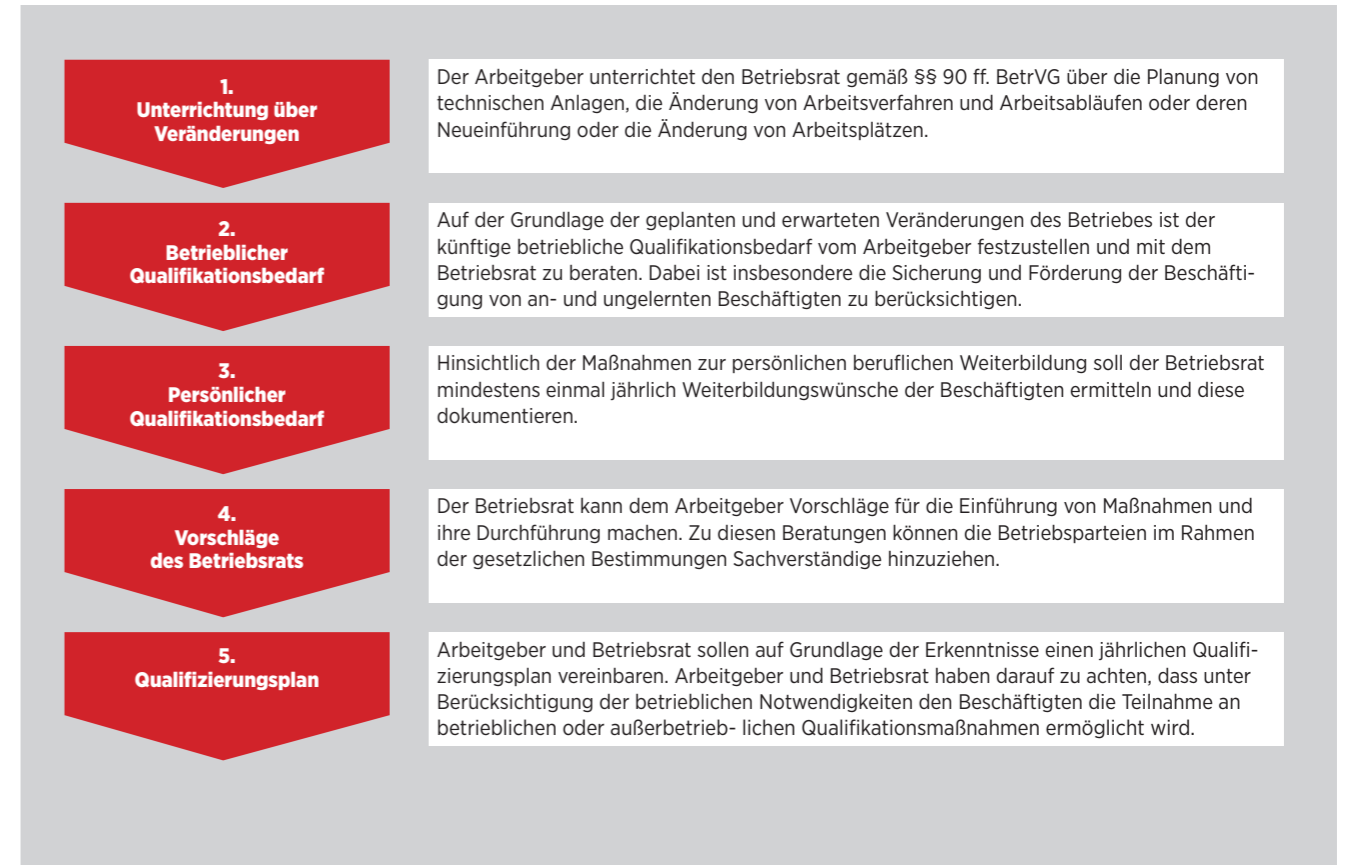 1.
Unterrichtung über
Veränderungen
Der Arbeitgeber unterrichtet den Betriebsrat gemäß §§ 90 ff. BetrVG über die Planung von
technischen Anlagen, die Änderung von Arbeitsverfahren und Arbeitsabläufen oder deren
Neueinführung oder die Änderung von Arbeitsplätzen.
2.
Betrieblicher
Qualifikationsbedarf
Auf der Grundlage der geplanten und erwarteten Veränderungen des Betriebes ist der
künftige betriebliche Qualifikationsbedarf vom Arbeitgeber festzustellen und mit dem
Betriebsrat zu beraten. Dabei ist insbesondere die Sicherung und Förderung der Beschäfti-
gung von an- und ungelernten Beschäftigten zu berücksichtigen.
3.
Persönlicher
Qualifikationsbedarf
Hinsichtlich der Maßnahmen zur persönlichen beruflichen Weiterbildung soll der Betriebsrat
mindestens einmal jährlich Weiterbildungswünsche der Beschäftigten ermitteln und diese
dokumentieren.
4.
Vorschläge
des Betriebsrats
Der Betriebsrat kann dem Arbeitgeber Vorschläge für die Einführung von Maßnahmen und
ihre Durchführung machen. Zu diesen Beratungen können die Betriebsparteien im Rahmen
der gesetzlichen Bestimmungen Sachverständige hinzuziehen.
5.
Qualifizierungsplan
Arbeitgeber und Betriebsrat sollen auf Grundlage der Erkenntnisse einen jährlichen Qualifi-
zierungsplan vereinbaren. Arbeitgeber und Betriebsrat haben darauf zu achten, dass unter
Berücksichtigung der betrieblichen Notwendigkeiten den Beschäftigten die Teilnahme an
betrieblichen oder außerbetrieb- lichen Qualifikationsmaßnahmen ermöglicht wird.